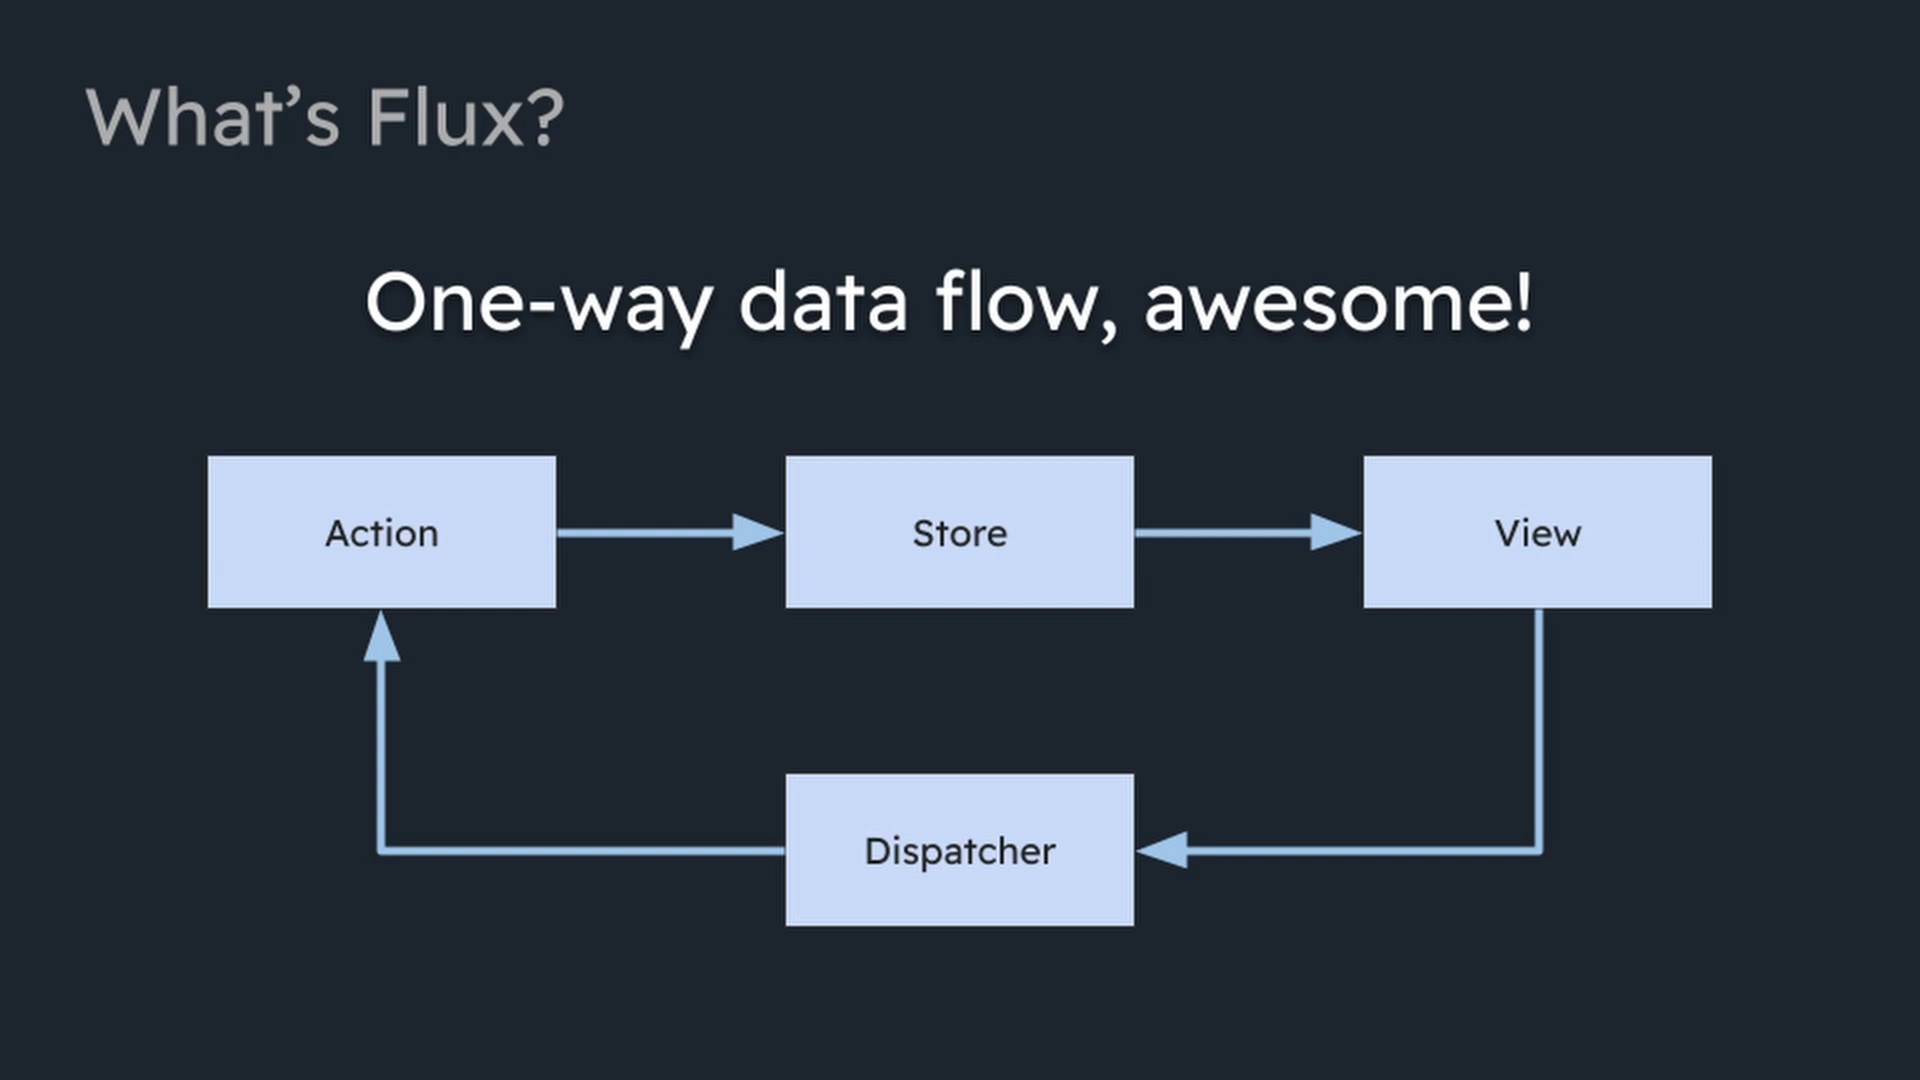 What’s Flux?
One-way data flow, awesome!
Action
Store
View
Dispatcher